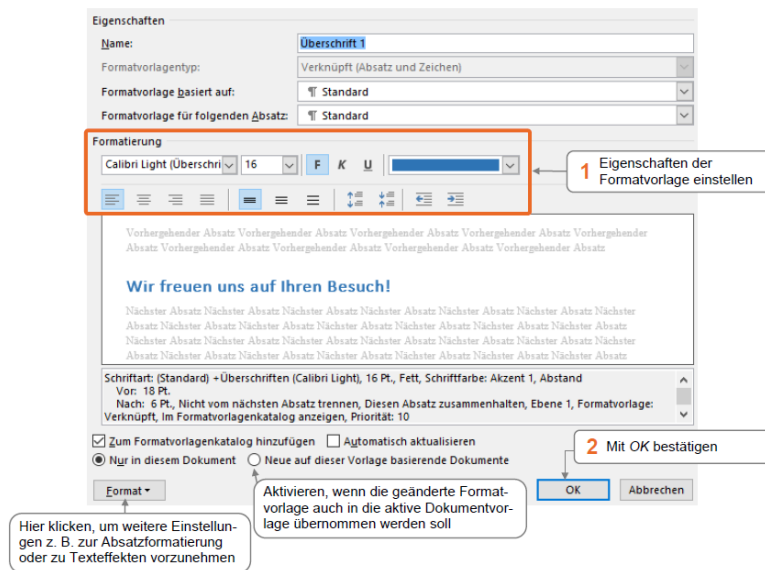 Eigenschaften
Name: Überschrift 1
Formatvorlagentyp: Verknüpft (Absatz und Zeichen)
Formatvorlage basiert auf: ¶ Standard
Formatvorlage für folgenden Absatz: ¶ Standard
Formatierung
Calibri Light (Überschri 16 F K U
1 Eigenschaften der
Formatvorlage einstellen
Vorhergehender Absatz Vorhergehender Absatz Vorhergehender Absatz Vorhergehender Absatz Vorhergehender
Absatz Vorhergehender Absatz Vorhergehender Absatz Vorhergehender Absatz Vorhergehender Absatz
Wir freuen uns auf Ihren Besuch!
Nächster Absatz Nächster Absatz Nächster Absatz Nächster Absatz Nächster Absatz Nächster Absatz Nächster
Absatz Nächster Absatz Nächster Absatz Nächster Absatz Nächster Absatz Nächster Absatz Nächster Absatz
Nächster Absatz Nächster Absatz Nächster Absatz Nächster Absatz Nächster Absatz Nächster Absatz Nächster
Absatz Nächster Absatz Nächster Absatz Nächster Absatz Nächster Absatz Nächster Absatz Nächster Absatz
Schriftart: (Standard) +Überschriften (Calibri Light), 16 Pt., Fett, Schriftfarbe: Akzent 1, Abstand
Vor: 18 Pt.
Nach: 6 Pt., Nicht vom nächsten Absatz trennen, Diesen Absatz zusammenhalten, Ebene 1, Formatvorlage:
Verknüpft, Im Formatvorlagenkatalog anzeigen, Priorität: 10
Zum Formatvorlagenkatalog hinzufügen Automatisch aktualisieren
2 Mit OK bestätigen
Nur in diesem Dokument Neue auf dieser Vorlage basierende Dokumente
Format
Aktivieren, wenn die geänderte Format-
vorlage auch in die aktive Dokumentvor-
lage übernommen werden soll
OK Abbrechen
Hier klicken, um weitere Einstellun-
gen z. B. zur Absatzformatierung
oder zu Texteffekten vorzunehmen